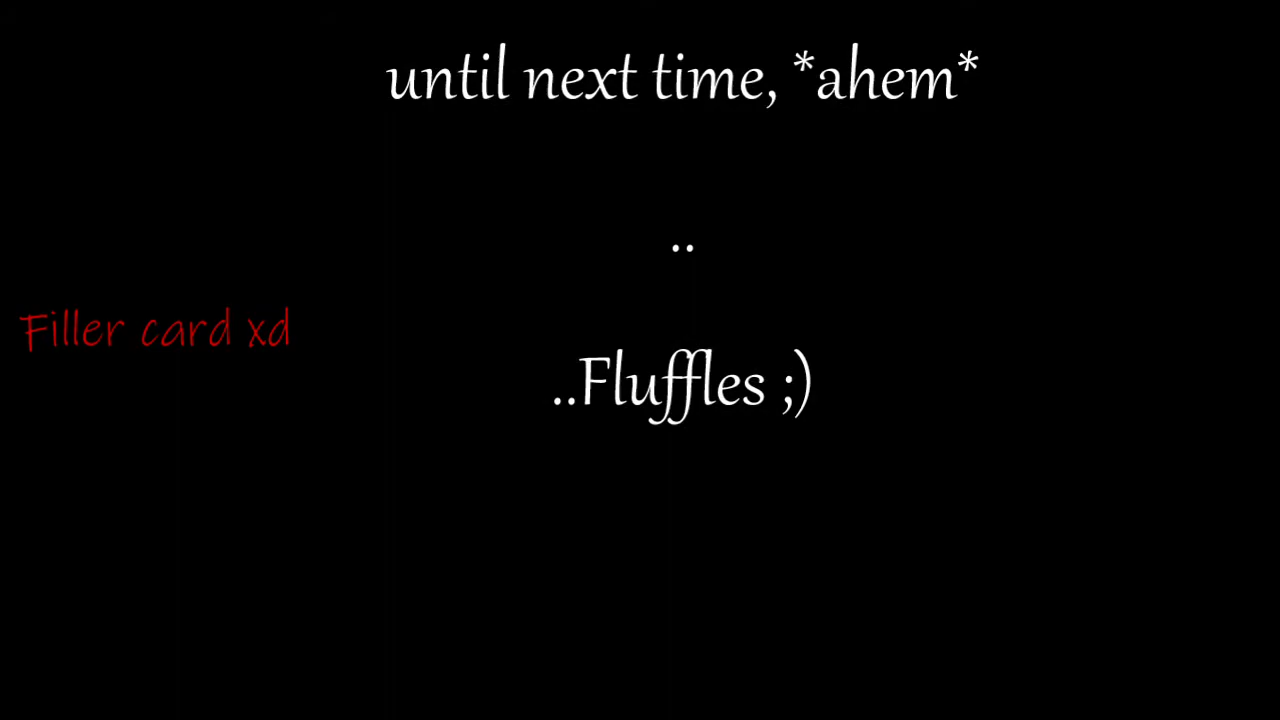 until next time, *ahem*
..
Filler card xd
..Fluffles ;)